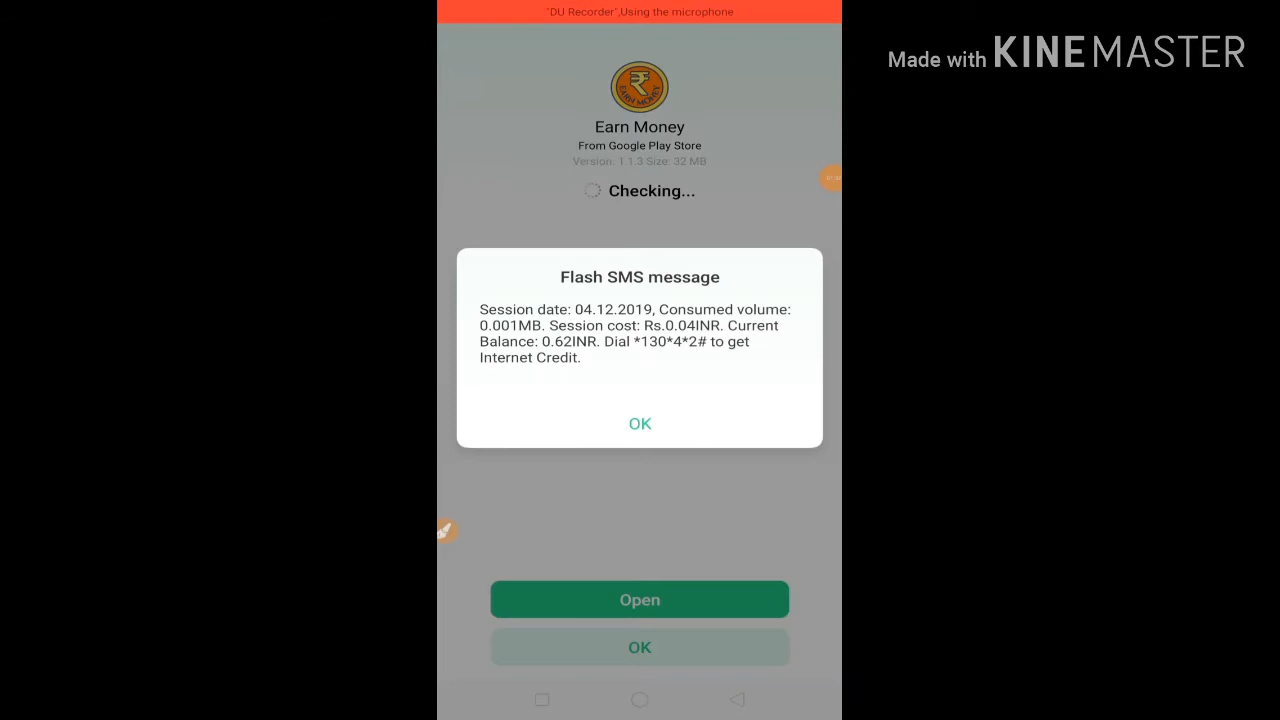 "DU Recorder",Using the microphone
Made with KINEMASTER
EARN MONEY
Earn Money
From Google Play Store
Version: 1.1.3 Size: 32 MB
Checking...
Flash SMS message
Session date: 04.12.2019, Consumed volume:
0.001MB. Session cost: Rs.0.04INR. Current
Balance: 0.62INR. Dial *130*4*2# to get
Internet Credit.
OK
Open
OK